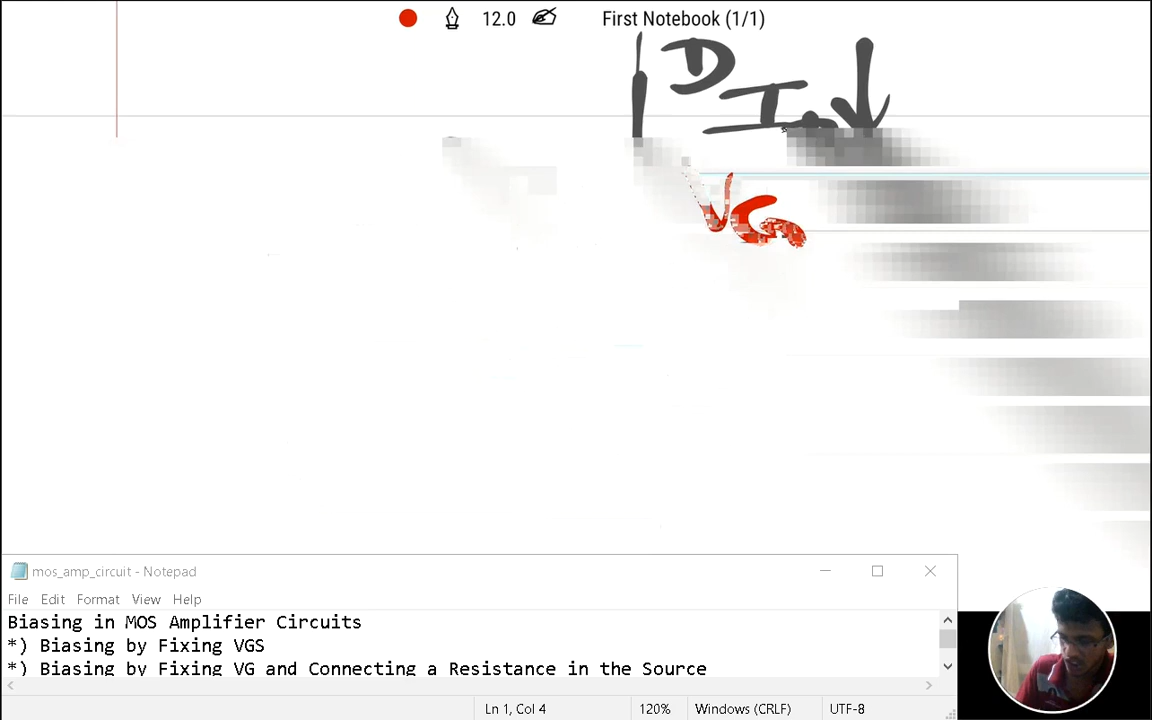 12.0 First Notebook (1/1)
D
mos_amp_circuit - Notepad
File Edit Format View Help
Biasing in MOS Amplifier Circuits
*) Biasing by Fixing VGS
*) Biasing by Fixing VG and Connecting a Resistance in the Source
Ln 1, Col 4 120% Windows (CRLF) UTF-8